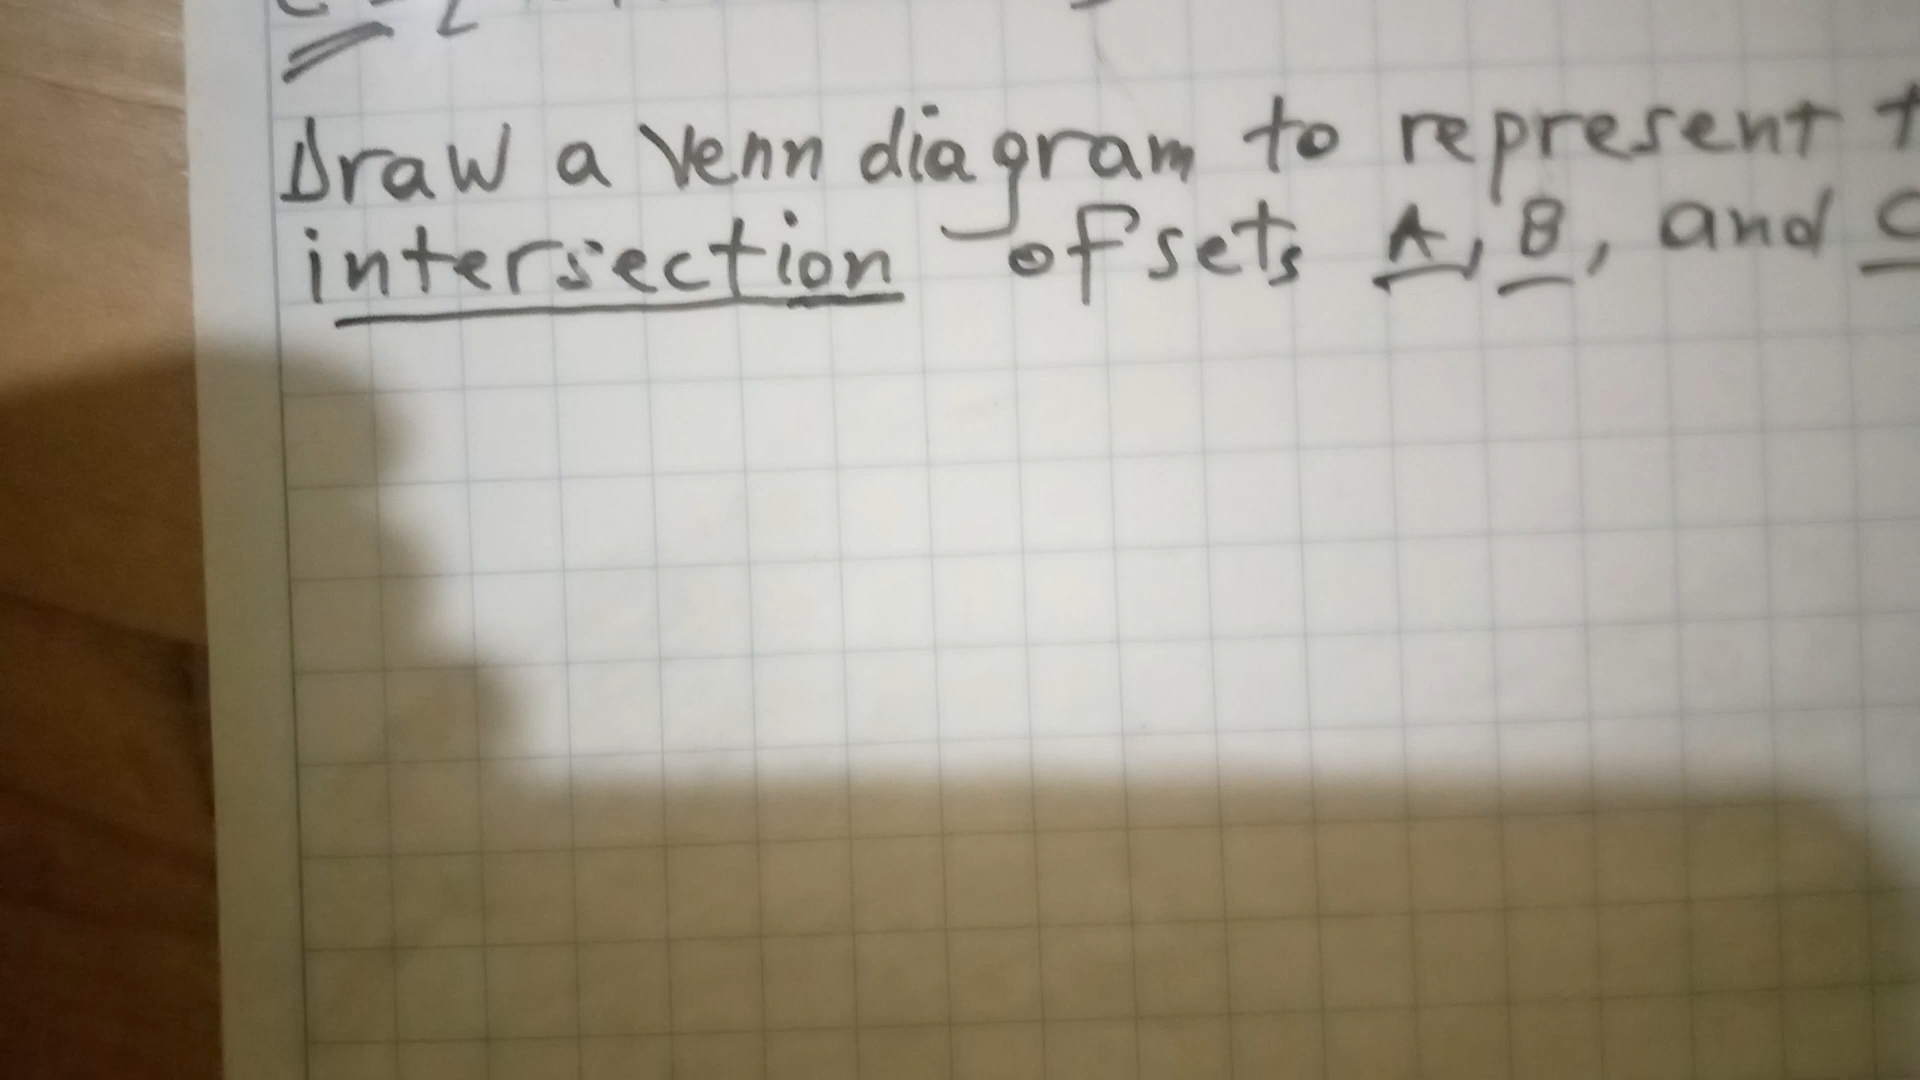 Draw a Venn diagram to represent
intersection of sets A, B, and C